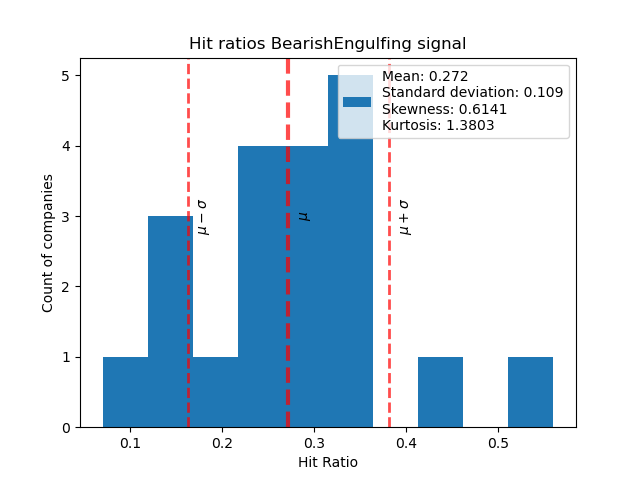 Hit ratios BearishEngulfing signal
Mean: 0.272
Standard deviation: 0.109
Skewness: 0.6141
Kurtosis: 1.3803
5
4
3
2
1
0
Count of companies
μ − σ
μ
μ + σ
0.1 0.2 0.3 0.4 0.5
Hit Ratio